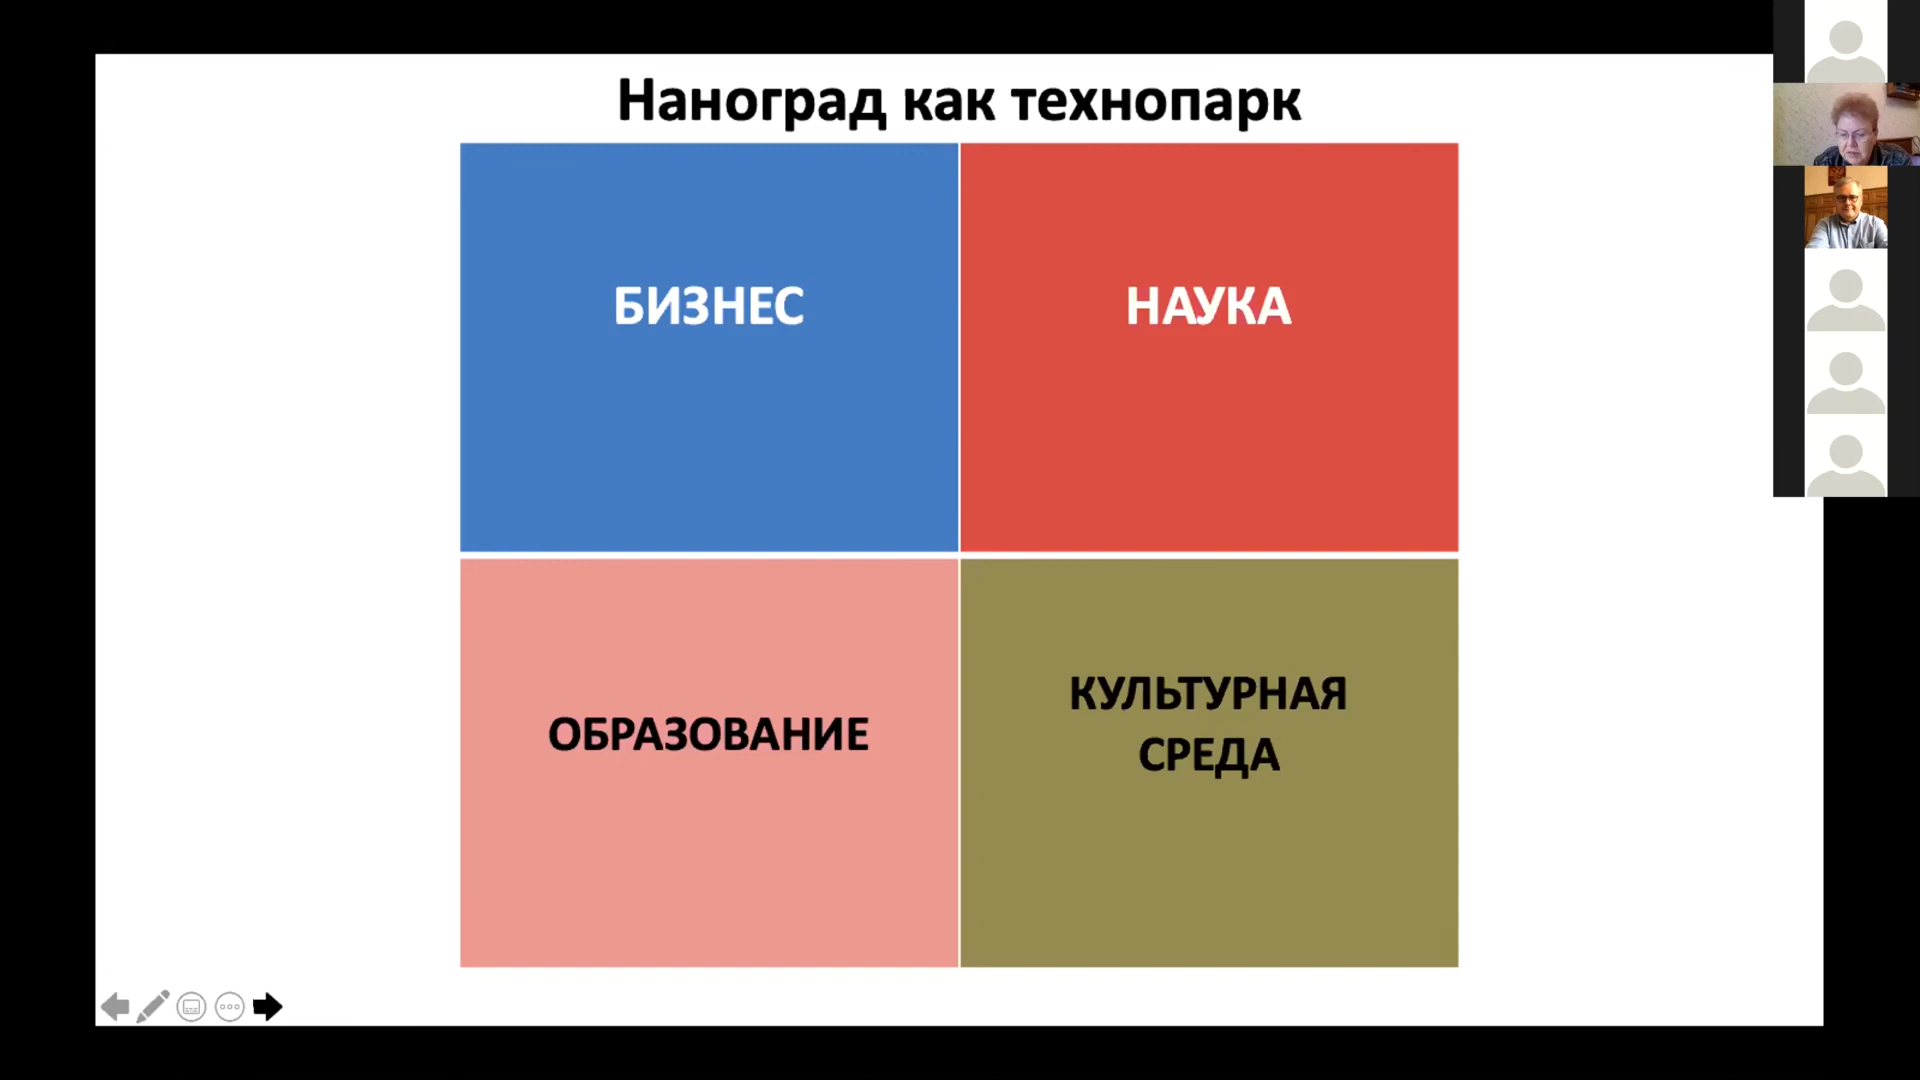 Наноград как технопарк
БИЗНЕС
НАУКА
ОБРАЗОВАНИЕ
КУЛЬТУРНАЯ
СРЕДА